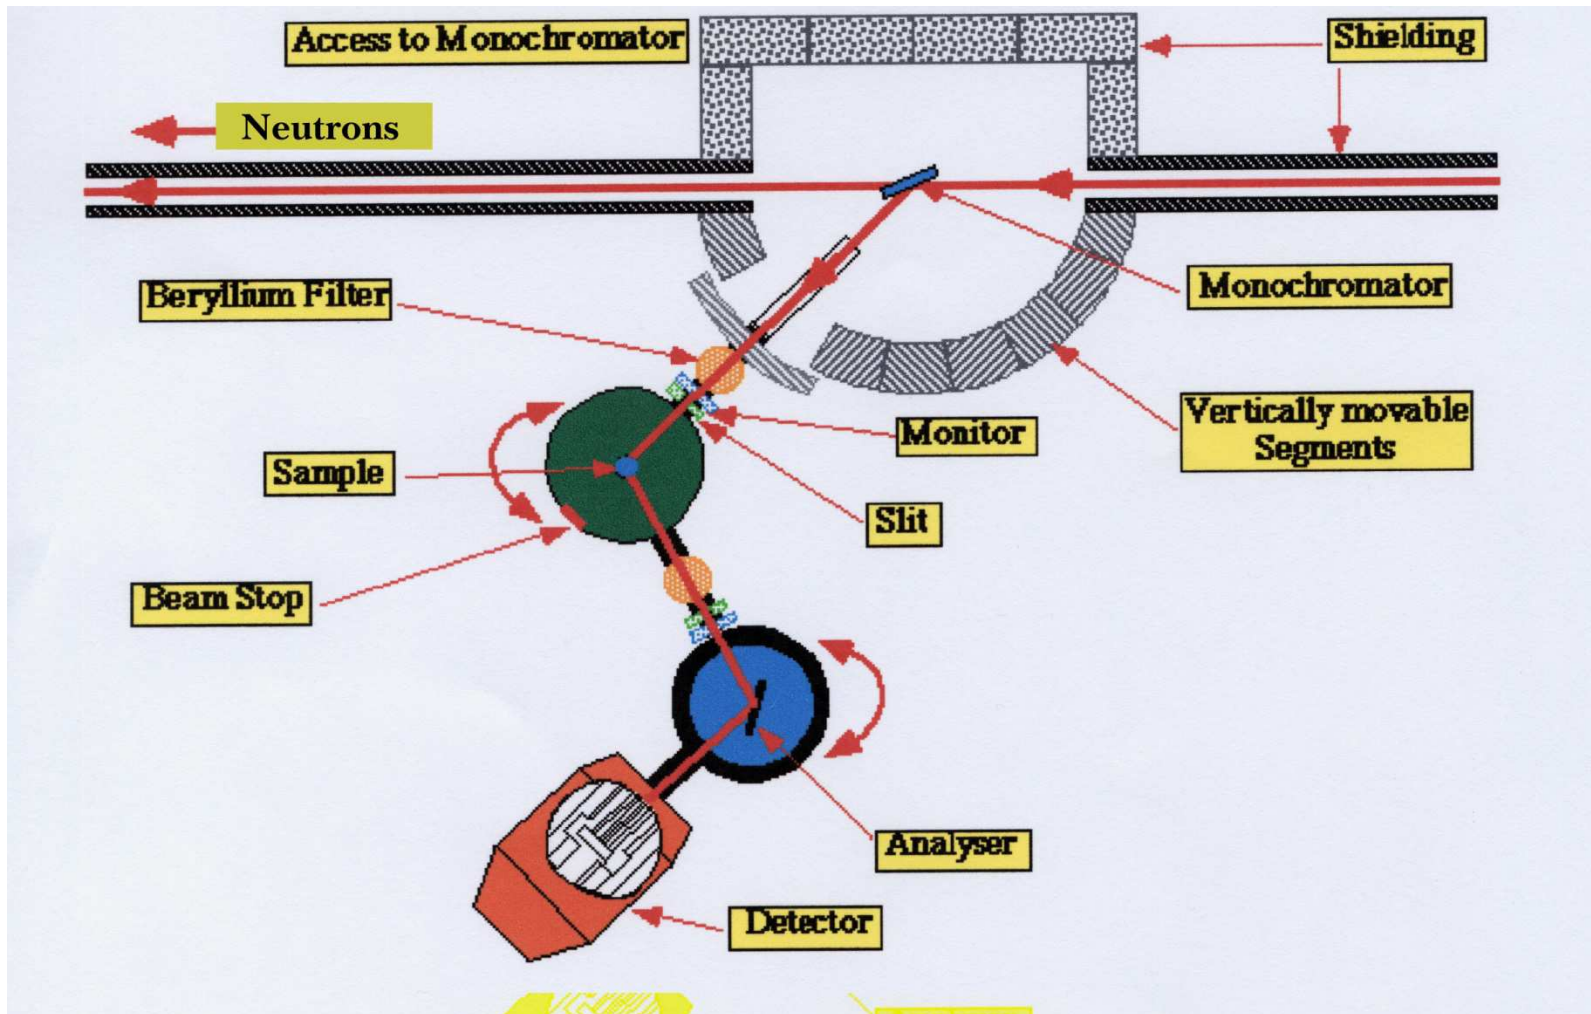 Access to Monochromator
Shielding
Neutrons
Beryllium Filter
Monochromator
Vertically movable
Segments
Monitor
Sample
Slit
Beam Stop
Analyser
Detector